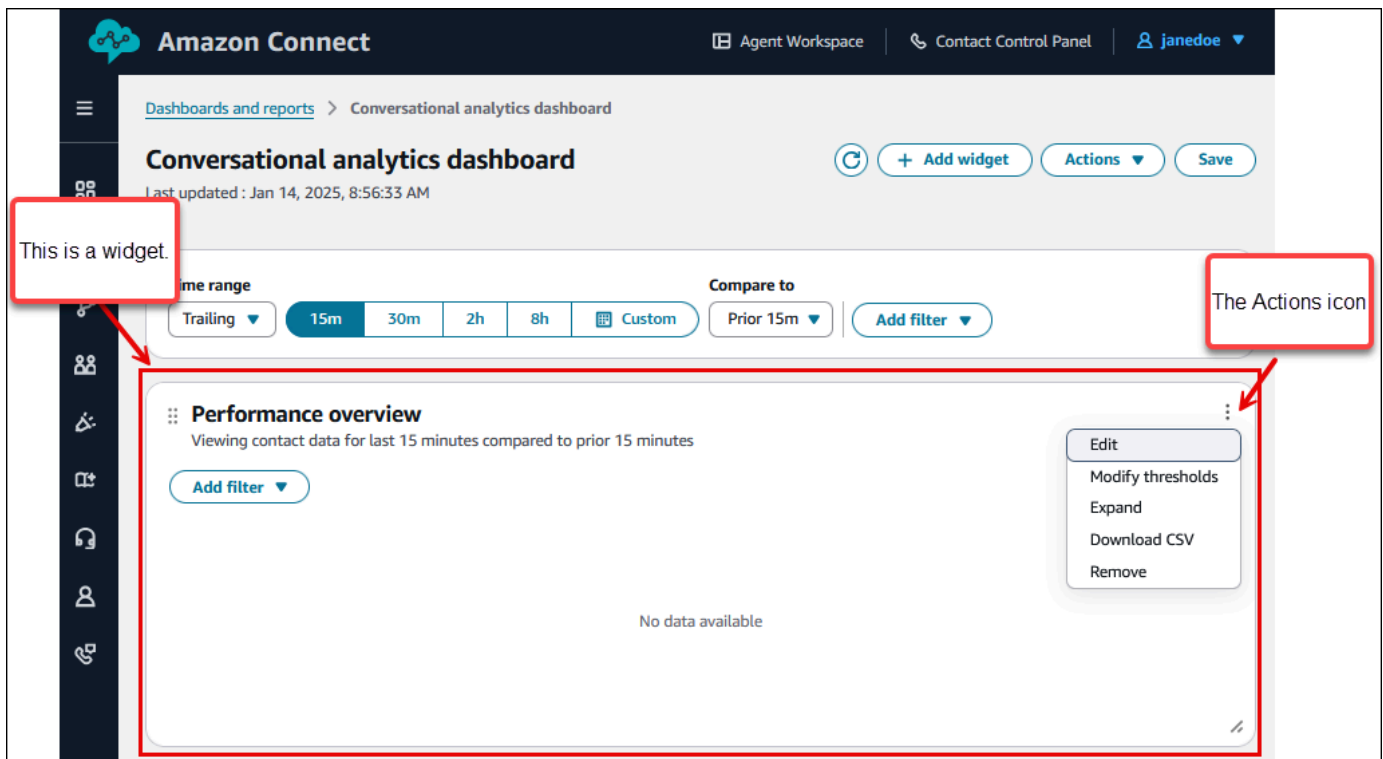 Amazon Connect
Agent Workspace
Contact Control Panel
janedoe
Dashboards and reports > Conversational analytics dashboard
Conversational analytics dashboard
+ Add widget
Actions
Save
Last updated : Jan 14, 2025, 8:56:33 AM
This is a widget.
The Actions icon
ime range
Compare to
Trailing
15m
30m
2h
8h
Custom
Prior 15m
Add filter
Performance overview
Viewing contact data for last 15 minutes compared to prior 15 minutes
Add filter
Edit
Modify thresholds
Expand
Download CSV
Remove
No data available